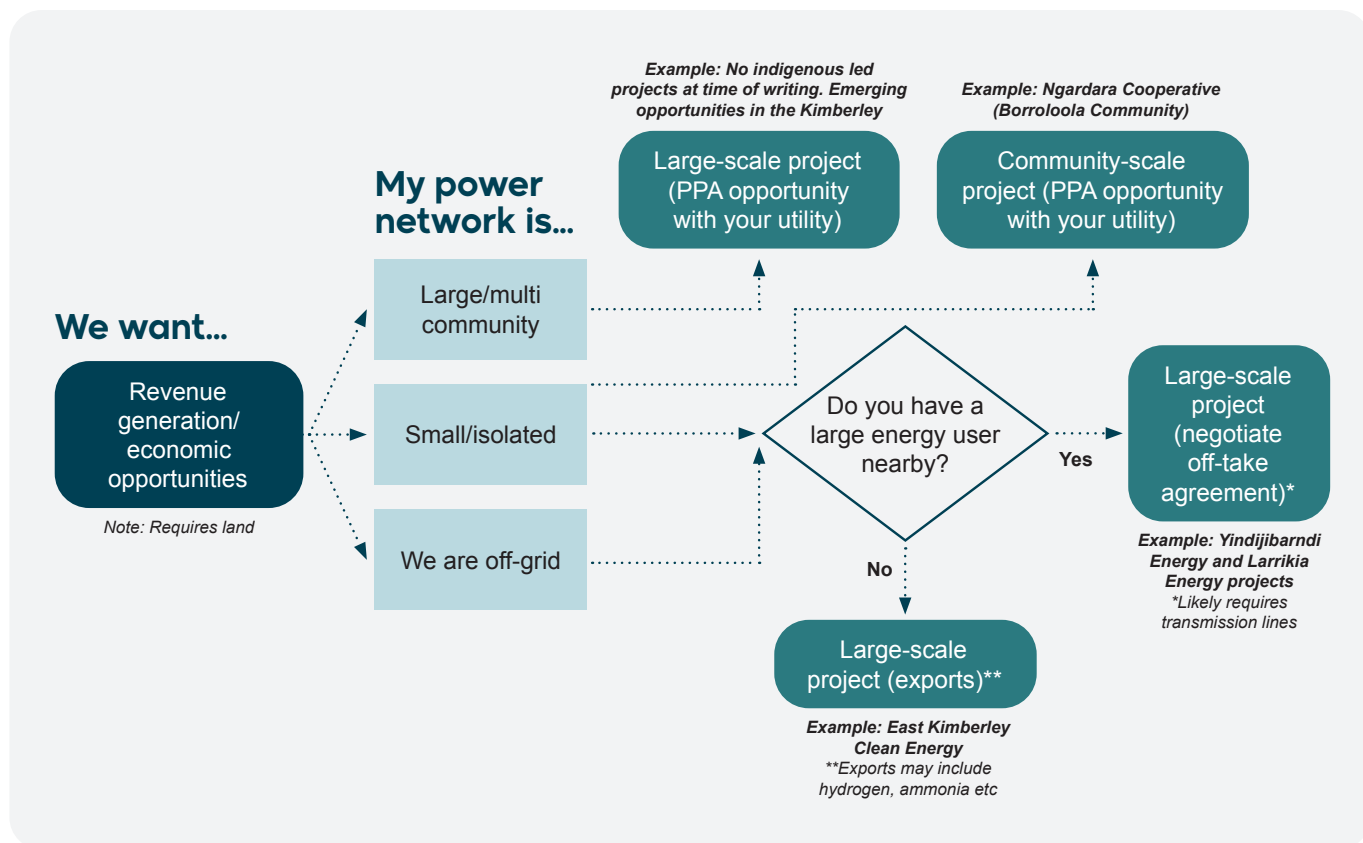 We want...
Revenue
generation/
economic
opportunities
Note: Requires land
My power
network is...
Large/multi
community
Small/isolated
We are off-grid
Example: No indigenous led
projects at time of writing. Emerging
opportunities in the Kimberley
Large-scale project
(PPA opportunity
with your utility)
Example: Ngardara Cooperative
(Borroloola Community)
Community-scale
project (PPA opportunity
with your utility)
Do you have a
large energy user
nearby?
Yes
Large-scale
project
(negotiate
off-take
agreement)*
Example: Yindijibarndi
Energy and Larrikia
Energy projects
*Likely requires
transmission lines
No
Large-scale
project (exports)**
Example: East Kimberley
Clean Energy
**Exports may include
hydrogen, ammonia etc